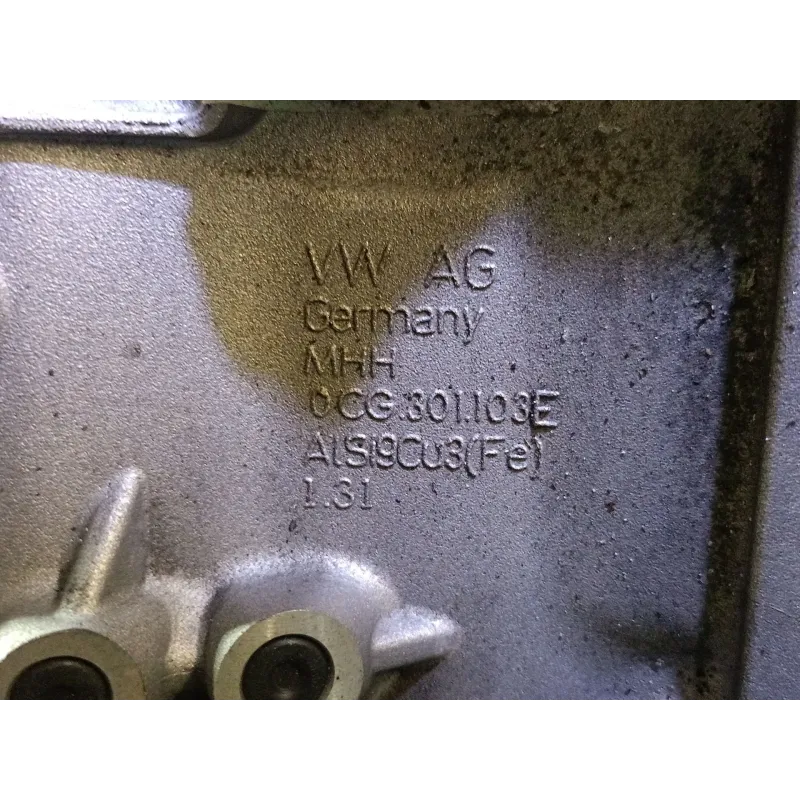 VW AG
Germany
MHH
0CG.301.103E
AlSi9Cu3(Fe)
1.31